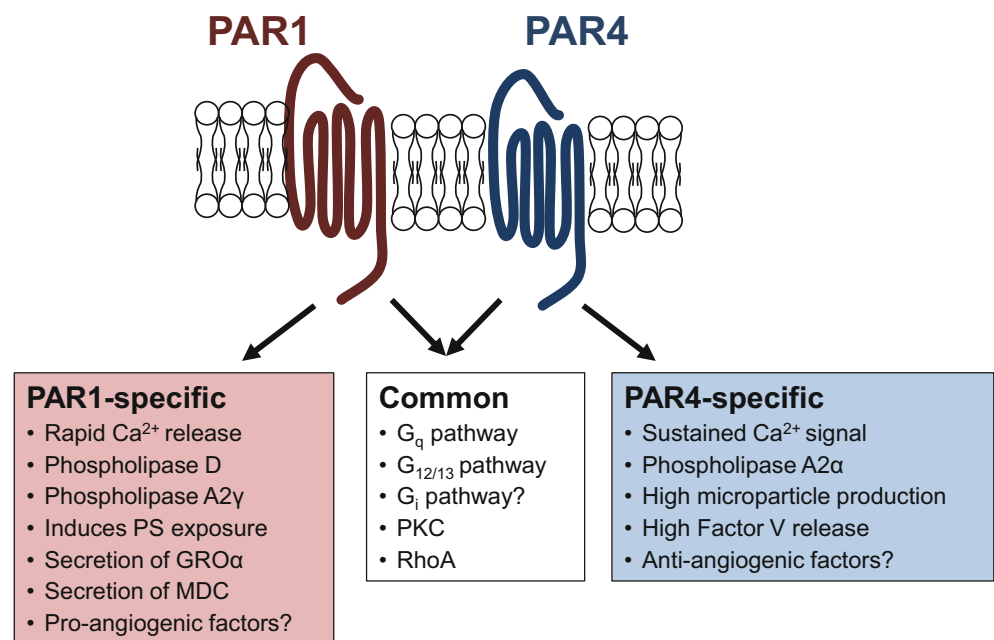 PAR1
PAR4
PAR1-specific
• Rapid Ca²⁺ release
• Phospholipase D
• Phospholipase A2γ
• Induces PS exposure
• Secretion of GROα
• Secretion of MDC
• Pro-angiogenic factors?
Common
• Gq pathway
• G12/13 pathway
• Gi pathway?
• PKC
• RhoA
PAR4-specific
• Sustained Ca²⁺ signal
• Phospholipase A2α
• High microparticle production
• High Factor V release
• Anti-angiogenic factors?